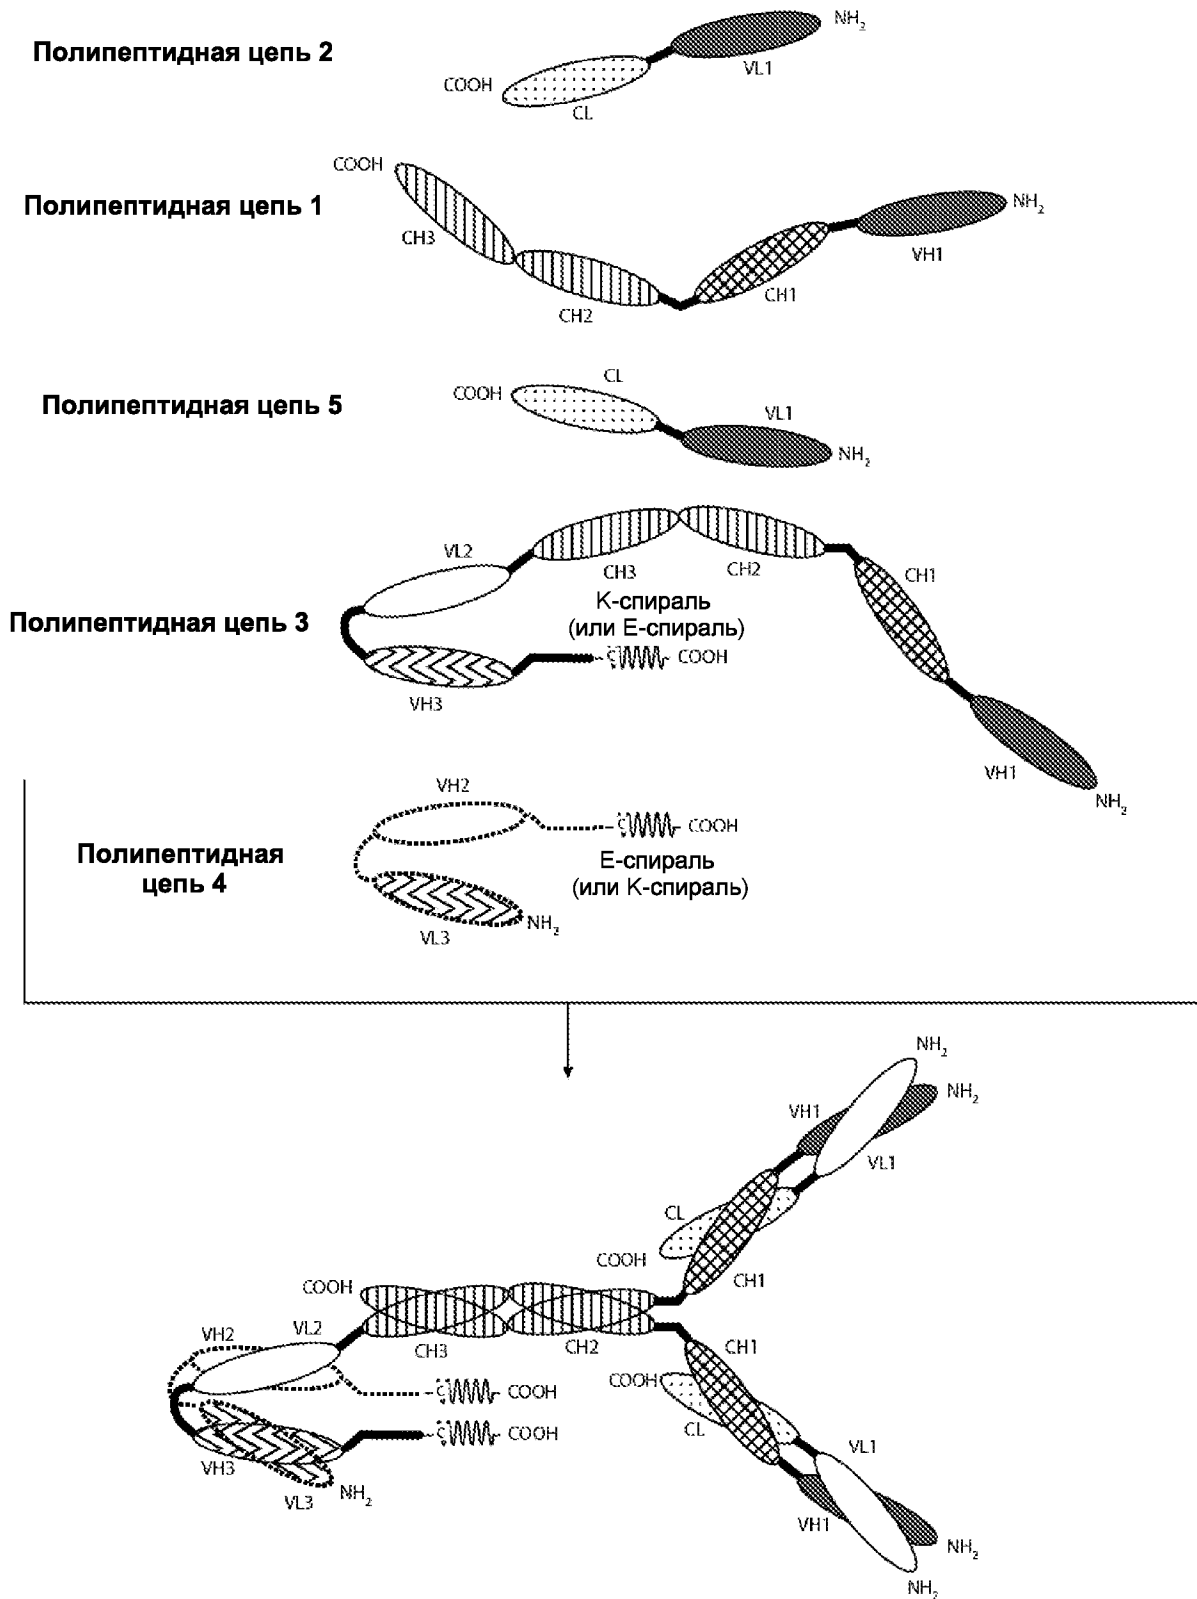 Полипептидная цепь 2
NH₂
VL1
COOH
CL
Полипептидная цепь 1
COOH
CH3
CH2
CH1
VH1
NH₂
Полипептидная цепь 5
COOH
CL
VL1
NH₂
Полипептидная цепь 3
VL2
CH3
CH2
CH1
K-спираль
(или E-спираль)
C
COOH
VH3
VH1
NH₂
Полипептидная
цепь 4
VH2
C
COOH
E-спираль
(или K-спираль)
VL3
NH₂
NH₂
NH₂
VH1
VL1
CL
COOH
CH1
COOH
CH3
CH2
VH2
VL2
C
COOH
C
COOH
VH3
VL3
NH₂
CH1
COOH
CL
VL1
VH1
NH₂
NH₂